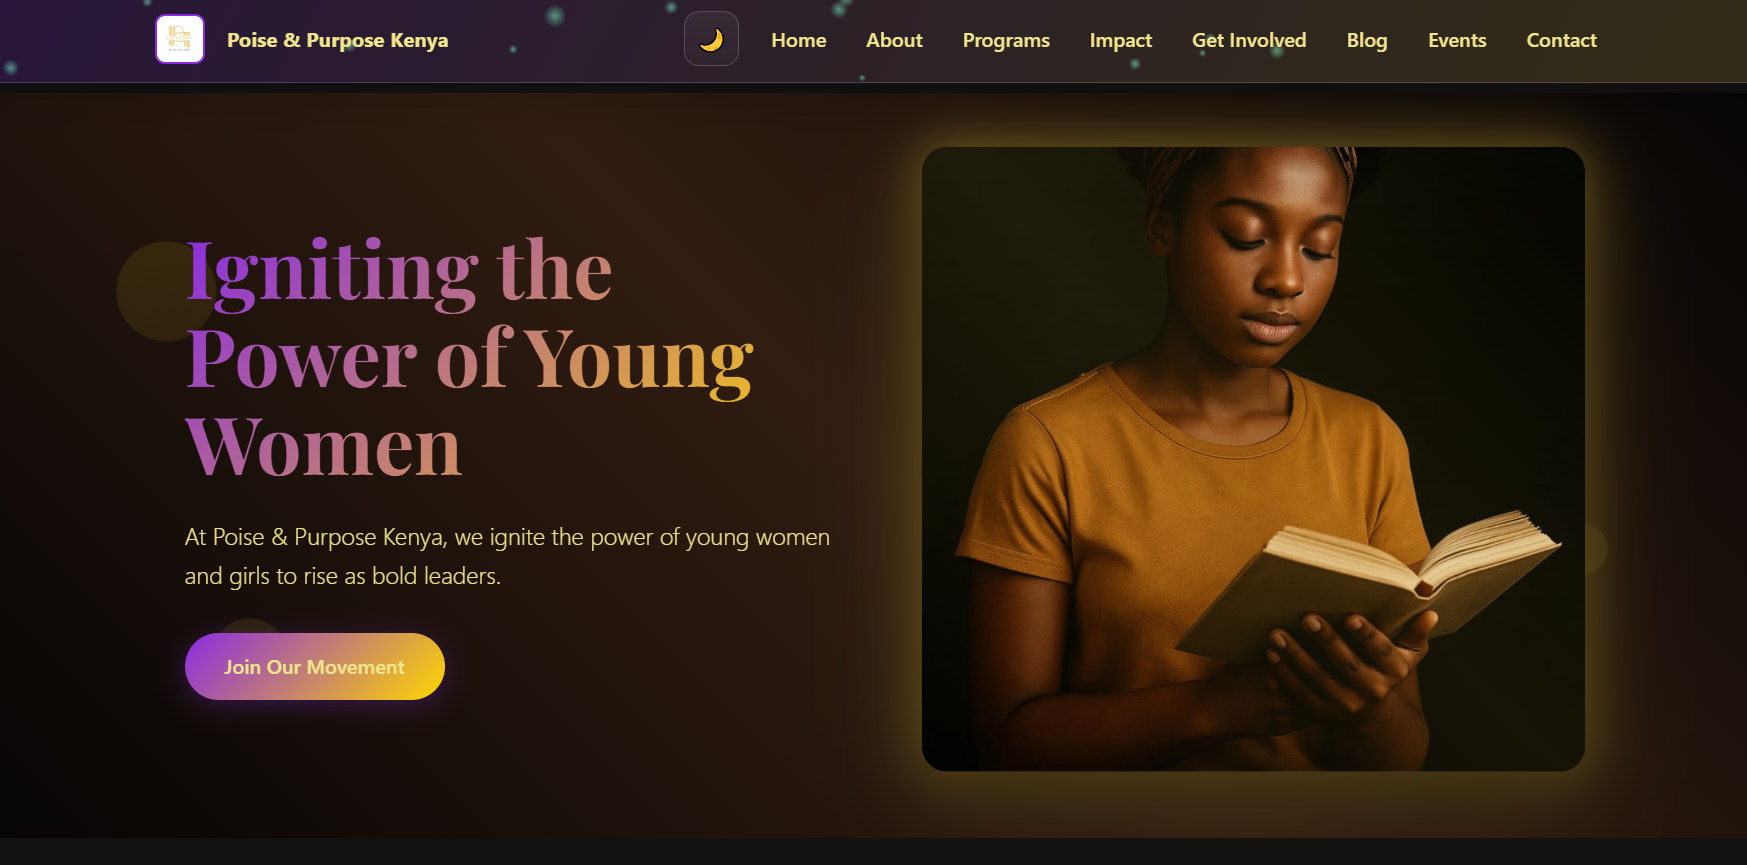 Poise & Purpose Kenya
Home About Programs Impact Get Involved Blog Events Contact
Igniting the
Power of Young
Women
At Poise & Purpose Kenya, we ignite the power of young women
and girls to rise as bold leaders.
Join Our Movement